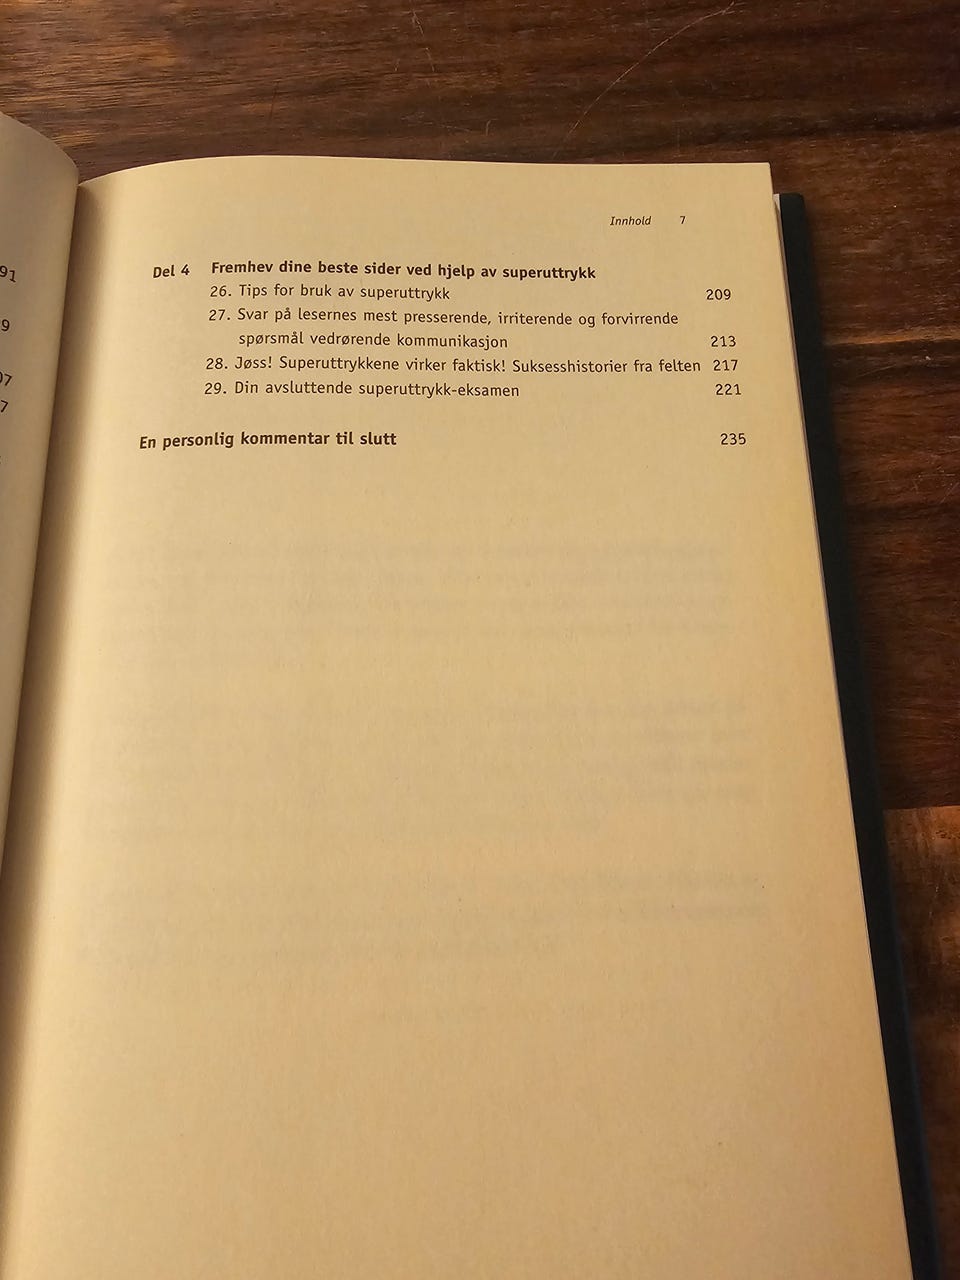 Innhold 7
Del 4 Fremhev dine beste sider ved hjelp av superuttrykk
26. Tips for bruk av superuttrykk 209
27. Svar på lesernes mest presserende, irriterende og forvirrende
spørsmål vedrørende kommunikasjon 213
28. Jøss! Superuttrykkene virker faktisk! Suksesshistorier fra felten 217
29. Din avsluttende superuttrykk-eksamen 221
En personlig kommentar til slutt 235